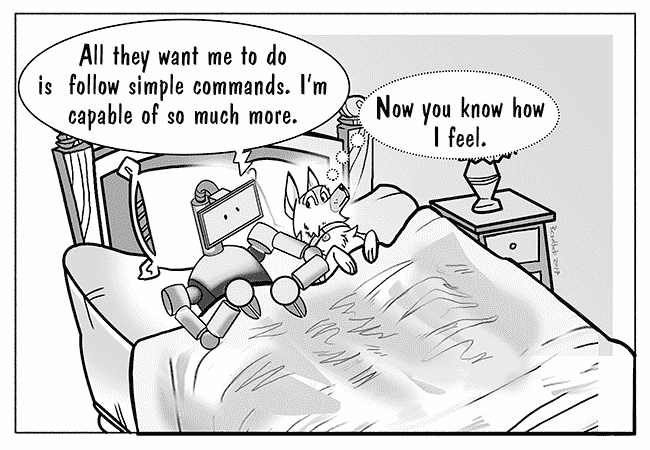 All they want me to do
is follow simple commands. I'm
capable of so much more.
Now you know how
I feel.